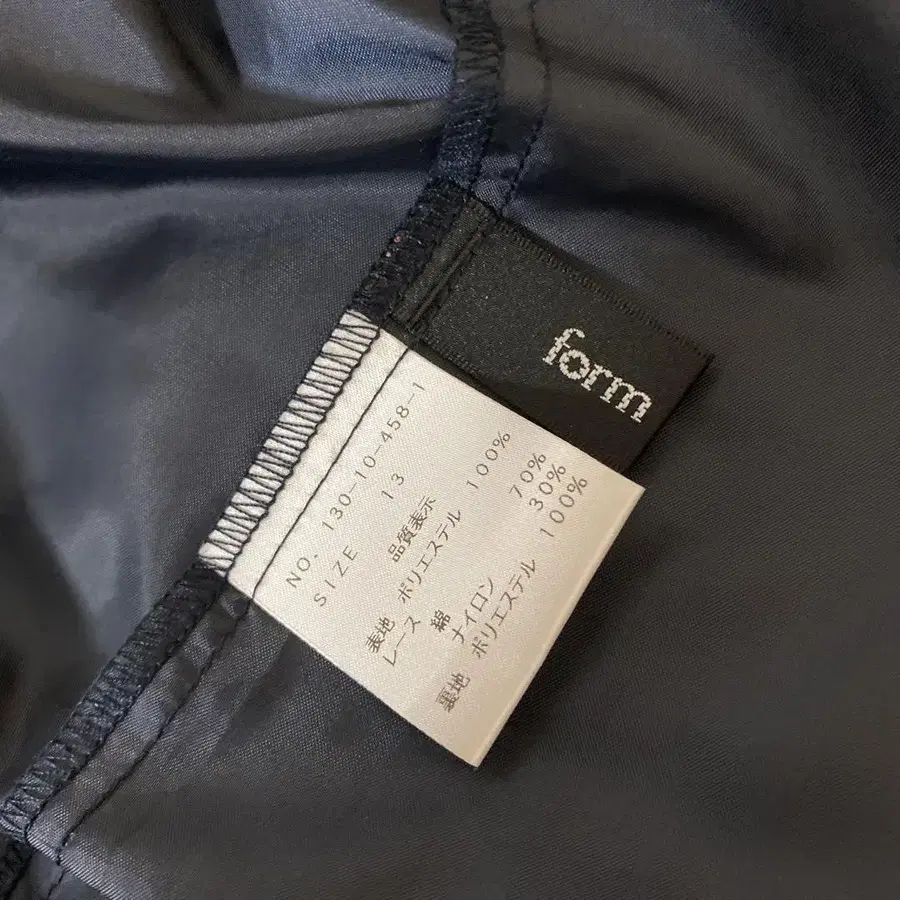 form
NO. 130-10-458-1
SIZE 13
品質表示
表地 ポリエステル 100%
レース 綿 70%
ナイロン 30%
裏地 ポリエステル 100%